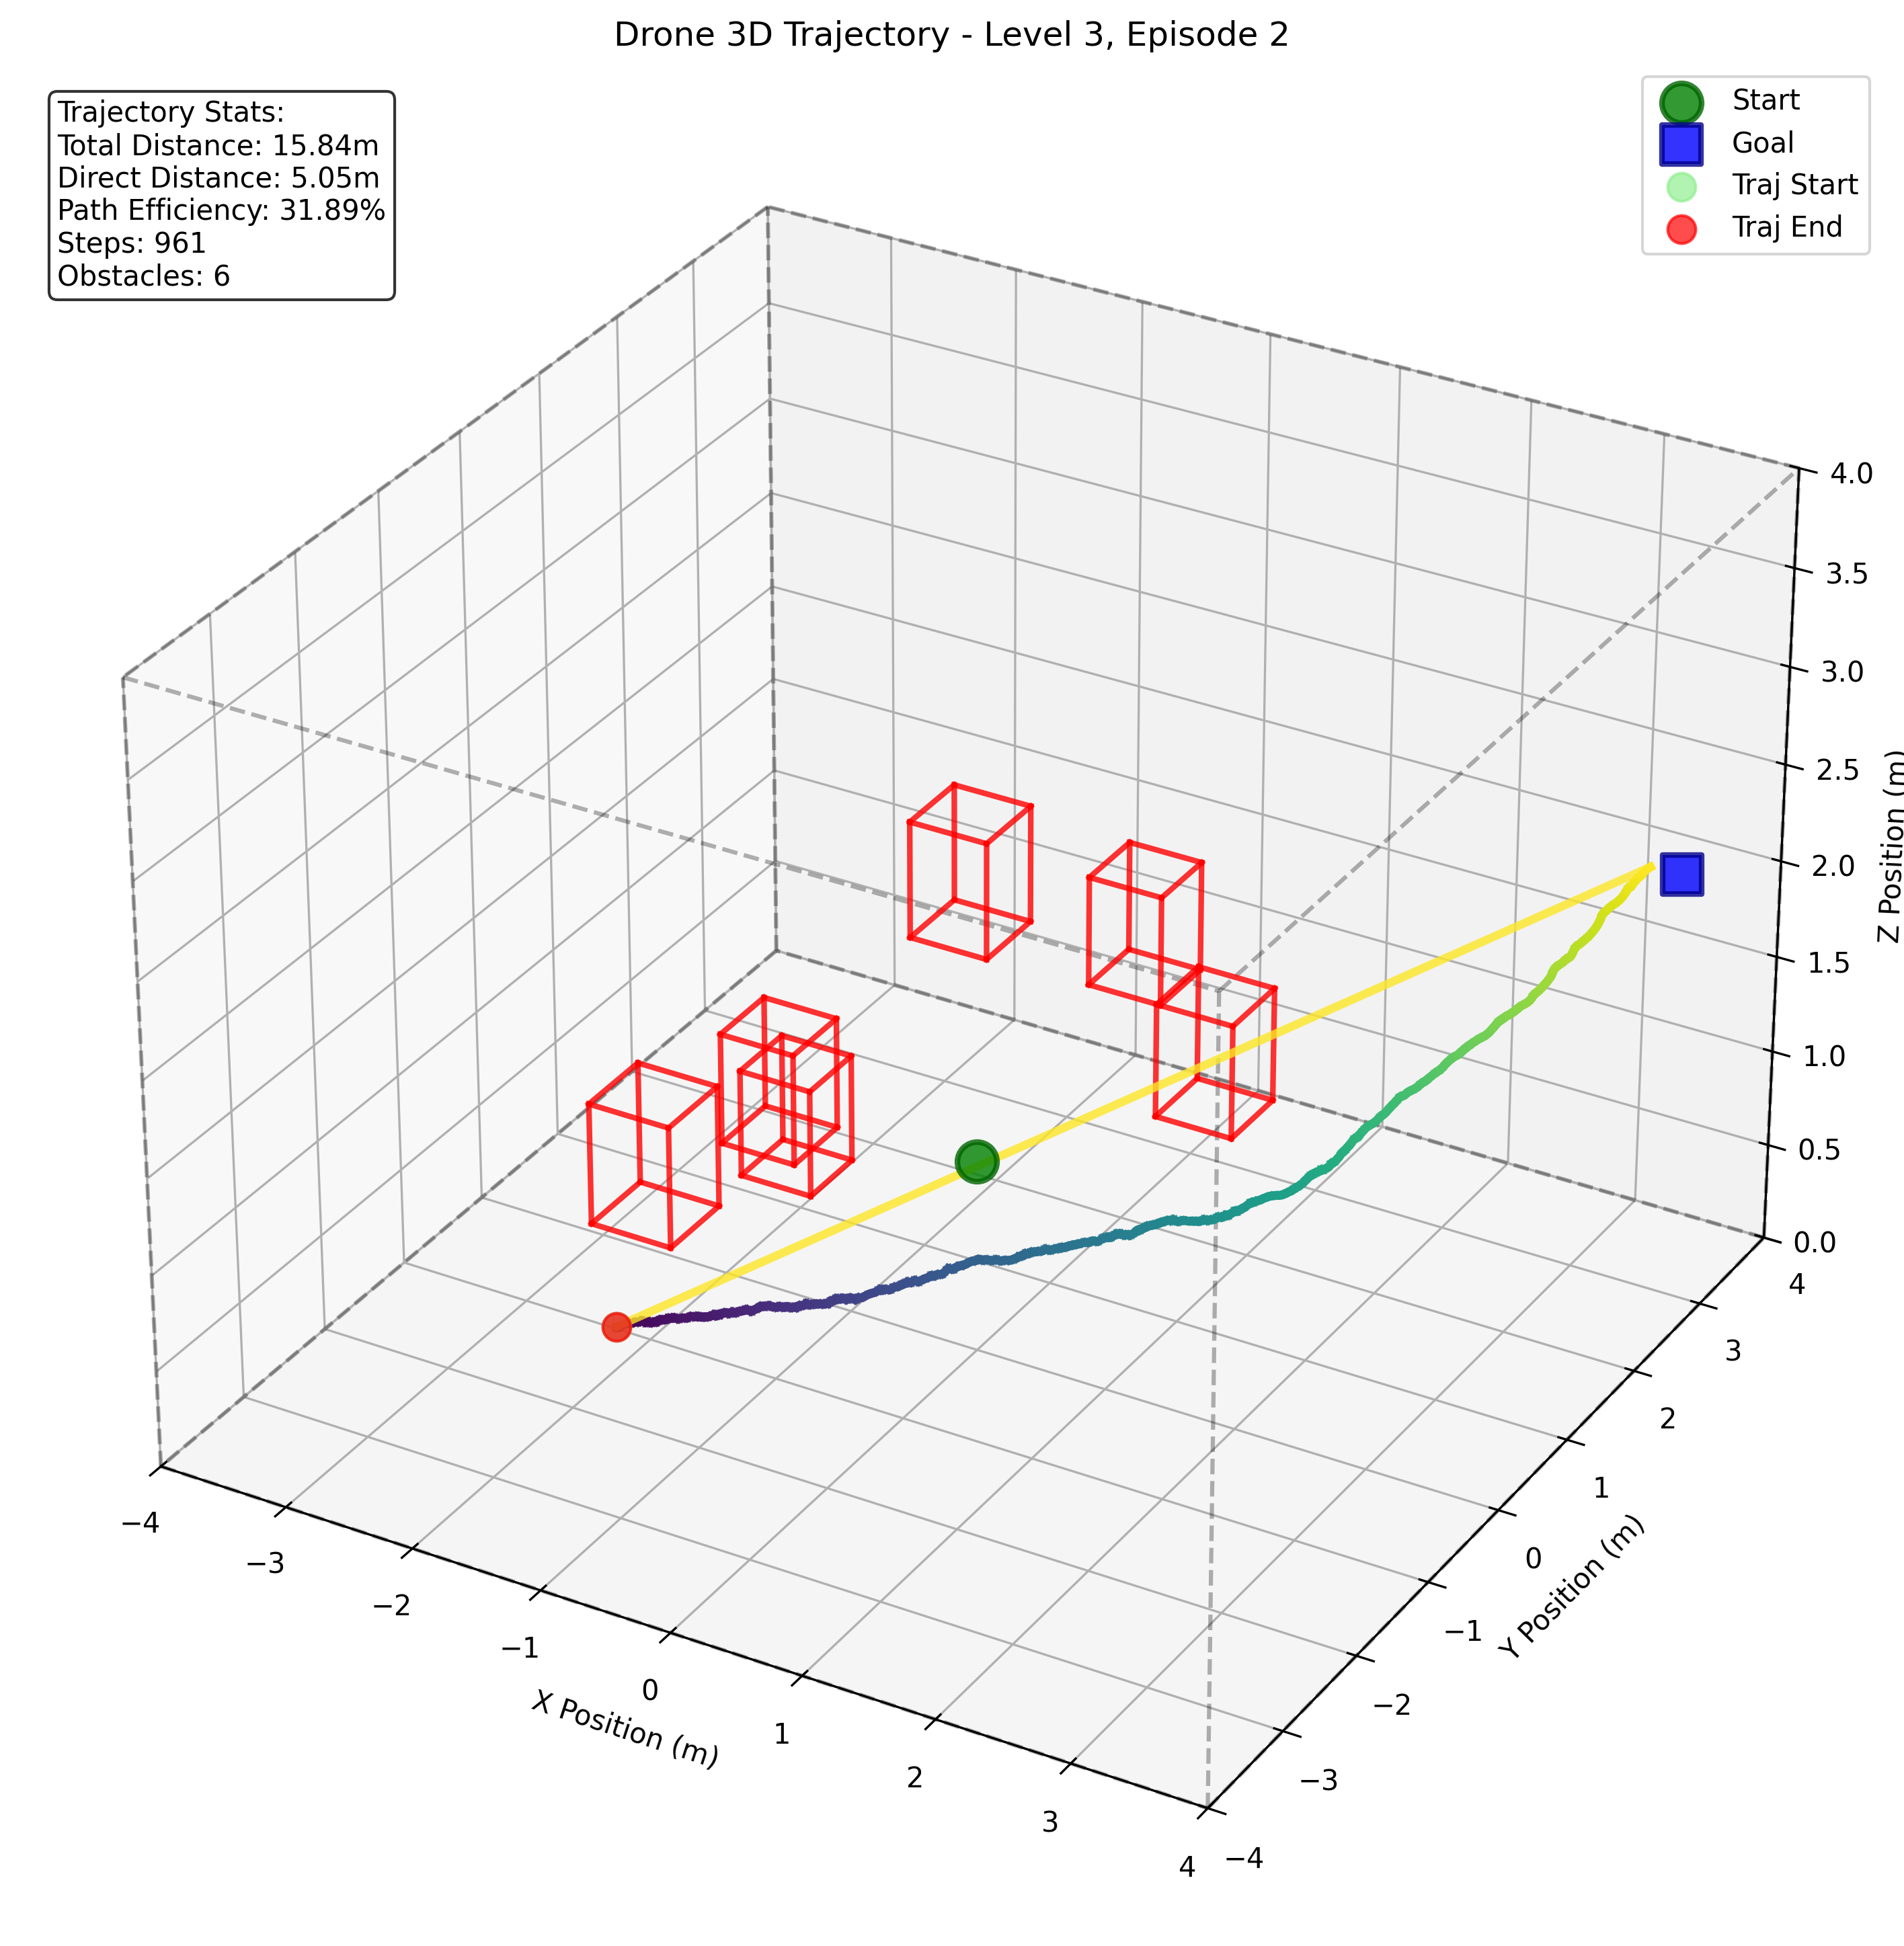 Drone 3D Trajectory - Level 3, Episode 2
Trajectory Stats:
Total Distance: 15.84m
Direct Distance: 5.05m
Path Efficiency: 31.89%
Steps: 961
Obstacles: 6
Start
Goal
Traj Start
Traj End
4.0
3.5
3.0
2.5
2.0
1.5
1.0
0.5
0.0
Z Position (m)
4
3
2
1
0
−1
−2
−3
−4
Y Position (m)
−4
−3
−2
−1
0
1
2
3
4
X Position (m)